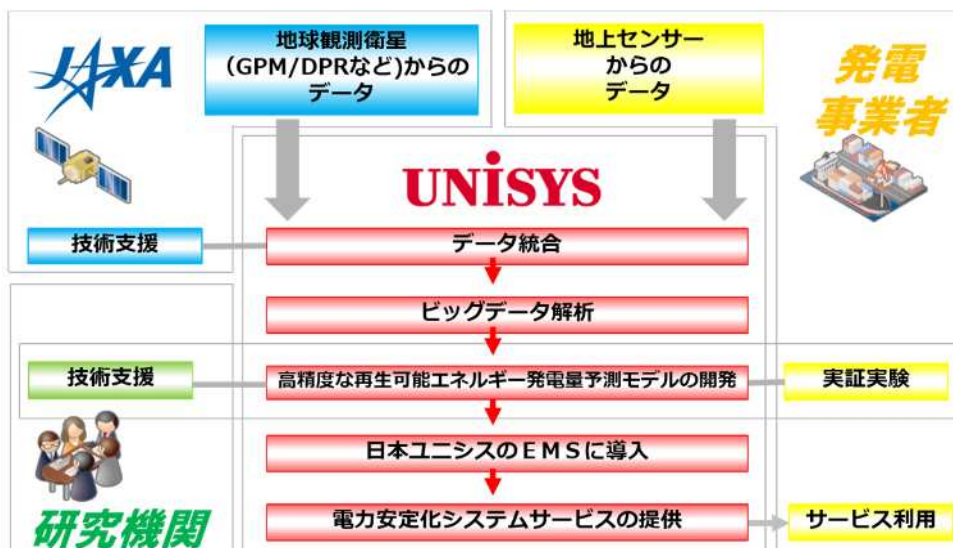 JAXA
地球観測衛星
(GPM/DPRなど)からの
データ
地上センサー
からの
データ
発電
事業者
UNiSYS
技術支援
データ統合
ビッグデータ解析
技術支援
高精度な再生可能エネルギー発電量予測モデルの開発
実証実験
日本ユニシスのEMSに導入
研究機関
電力安定化システムサービスの提供
サービス利用